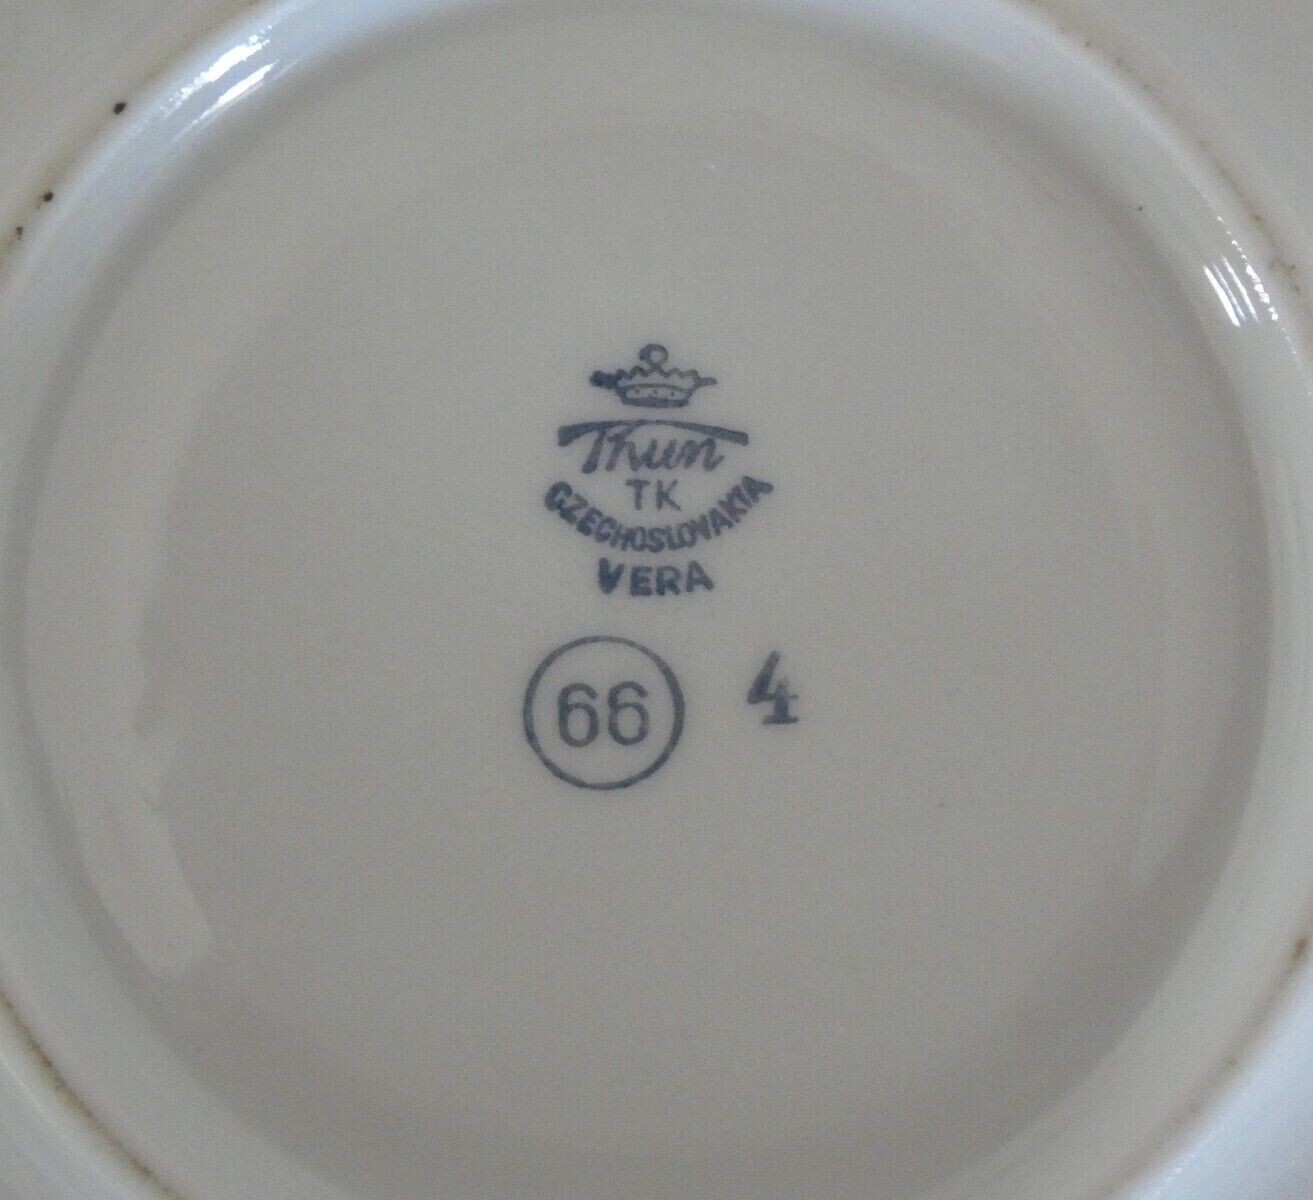 Thun
TK
CZECHOSLOVAKIA
VERA
66 4